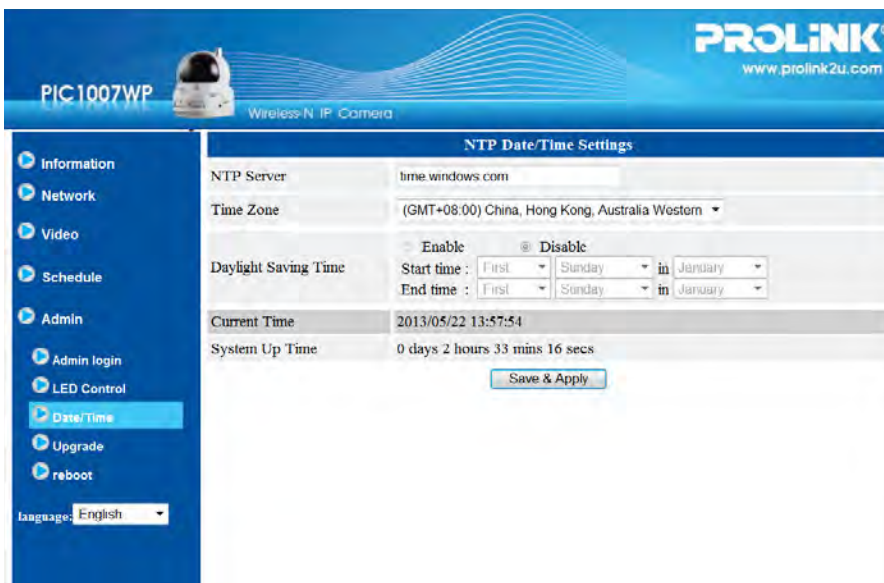 PROLiNK®
www.prolink2u.com
PIC1007WP
Wireless-N IP Camera
Information
Network
Video
Schedule
Admin
Admin login
LED Control
Date/Time
Upgrade
reboot
language: English
NTP Date/Time Settings
NTP Server time.windows.com
Time Zone (GMT+08:00) China, Hong Kong, Australia Western
Daylight Saving Time
Enable Disable
Start time : First Sunday in January
End time : First Sunday in January
Current Time 2013/05/22 13:57:54
System Up Time 0 days 2 hours 33 mins 16 secs
Save & Apply